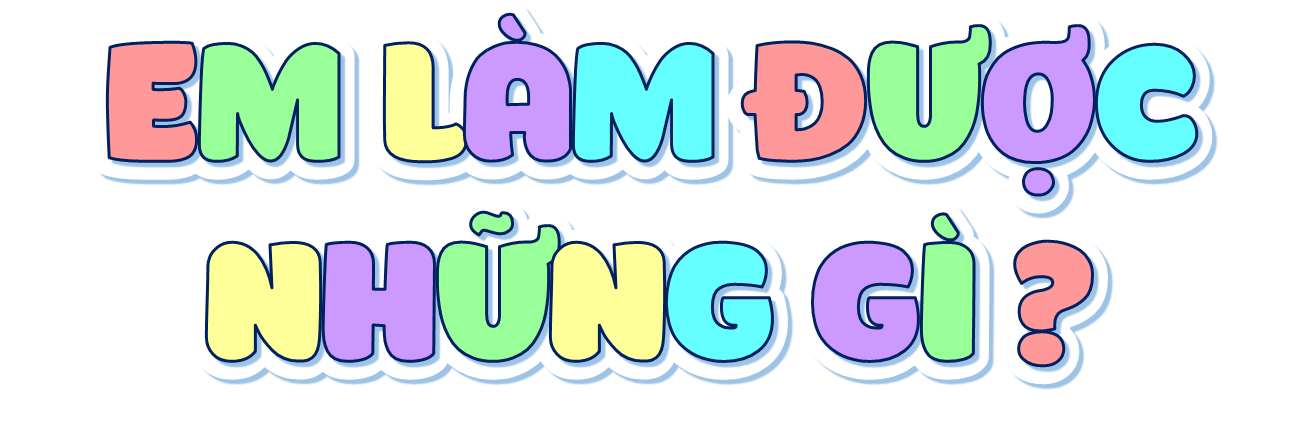 EM LÀM ĐƯỢC
NHỮNG GÌ ?